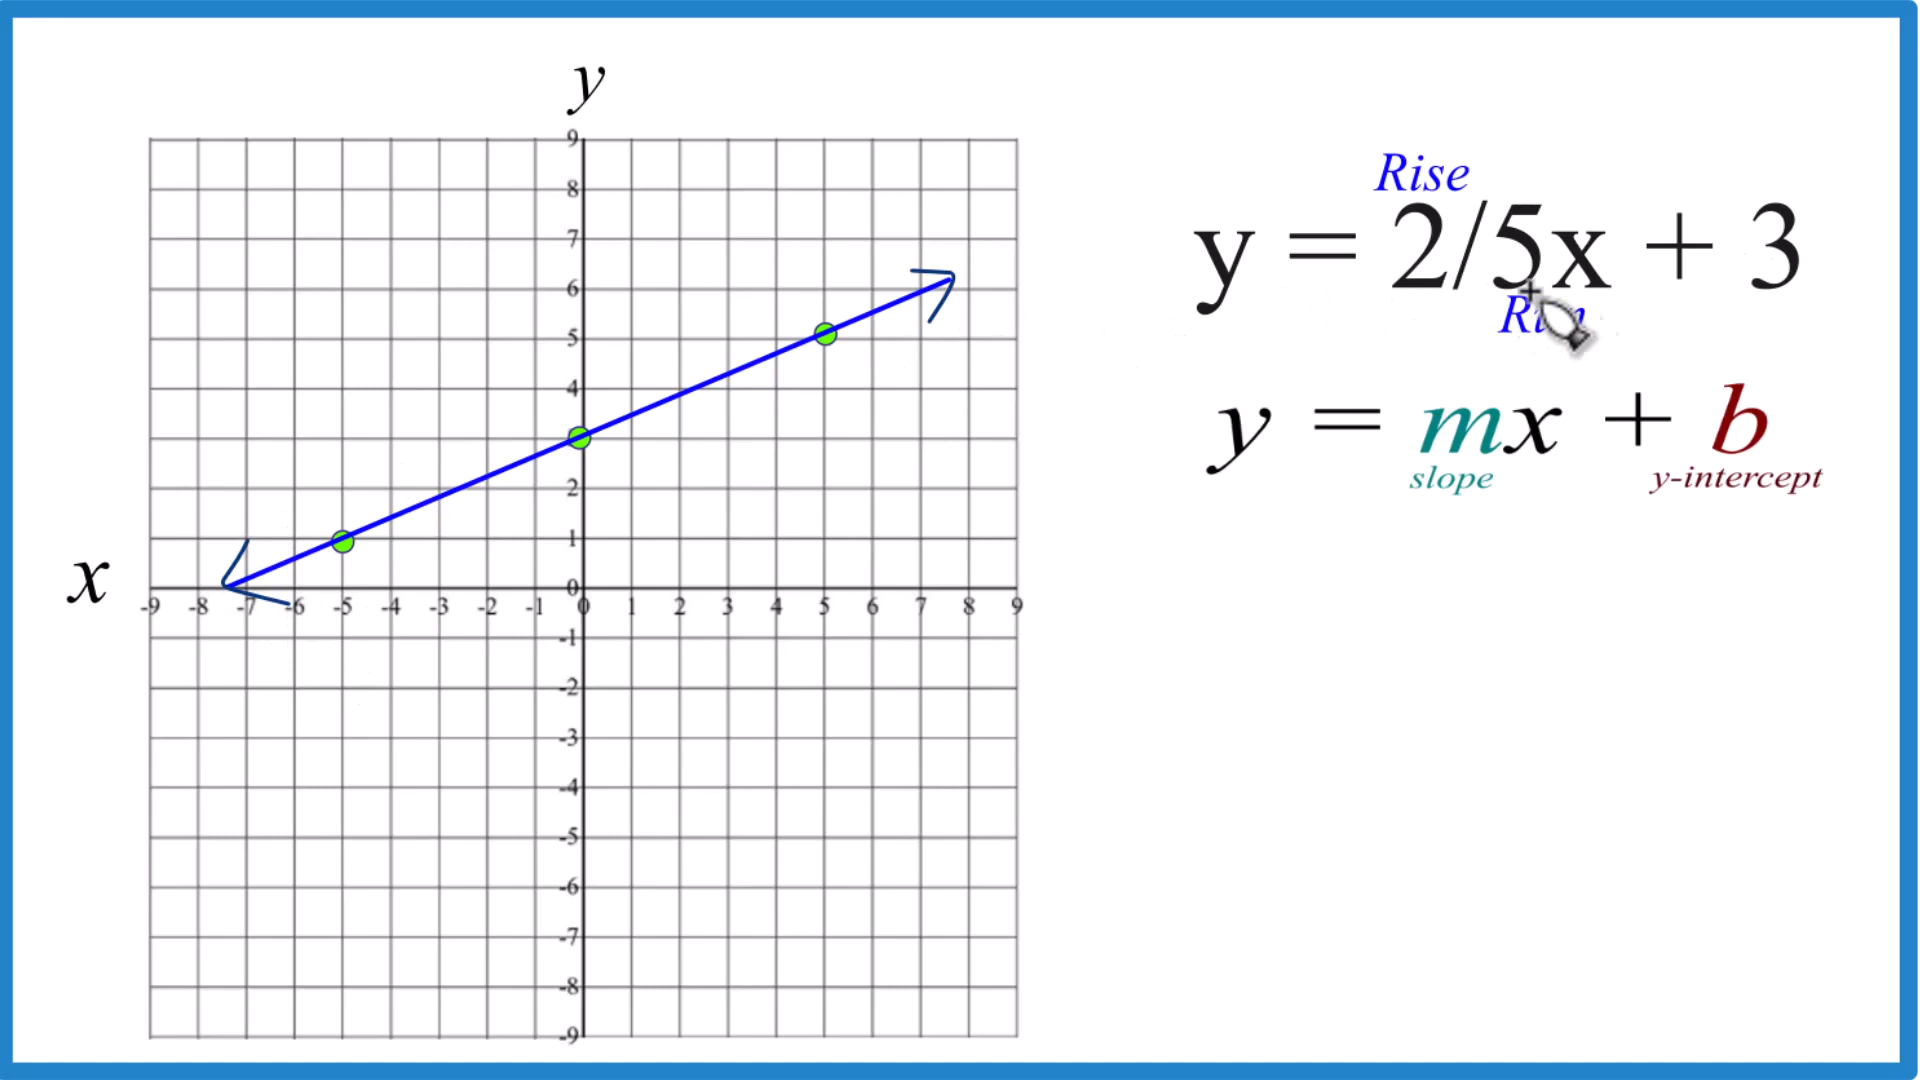 y
9
8
7
6
5
4
2
1
0
x
-9 -8 -7 -6 -5 -4 -3 -2 -1 0 1 2 3 4 5 6 7 8 9
-1
-2
-3
-4
-5
-6
-7
-8
-9
Rise
y = 2/5x + 3
y = mx + b
slope y-intercept